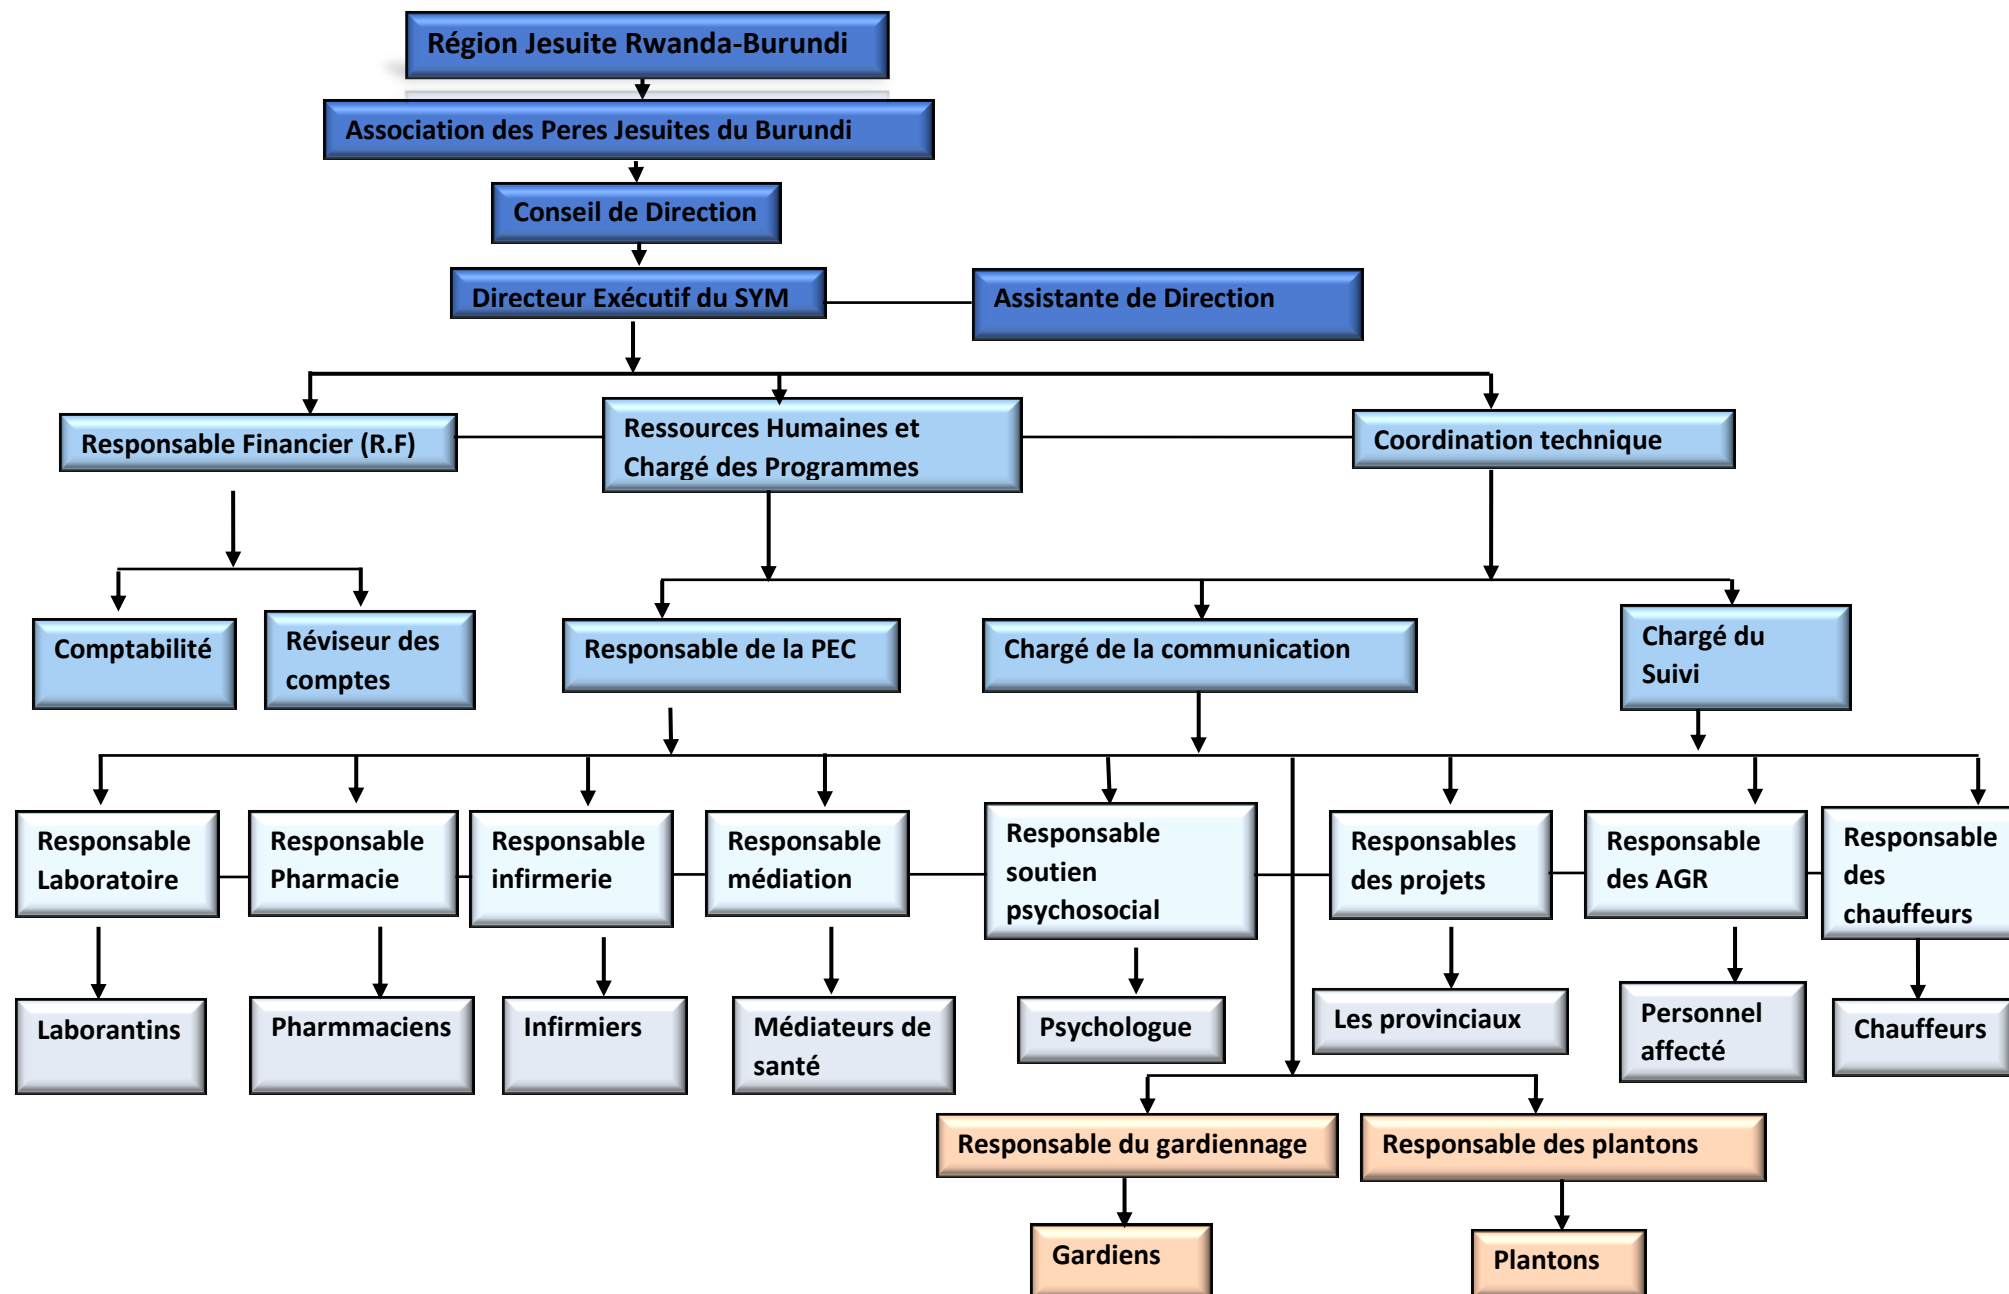 Région Jesuite Rwanda-Burundi
Association des Peres Jesuites du Burundi
Conseil de Direction
Directeur Exécutif du SYM
Assistante de Direction
Responsable Financier (R.F)
Ressources Humaines et
Chargé des Programmes
Coordination technique
Comptabilité
Réviseur des
comptes
Responsable de la PEC
Chargé de la communication
Chargé du
Suivi
Responsable
Laboratoire
Responsable
Pharmacie
Responsable
infirmerie
Responsable
médiation
Responsable
soutien
psychosocial
Responsables
des projets
Responsable
des AGR
Responsable
des
chauffeurs
Laborantins
Pharmmaciens
Infirmiers
Médiateurs de
santé
Psychologue
Les provinciaux
Personnel
affecté
Chauffeurs
Responsable du gardiennage
Responsable des plantons
Gardiens
Plantons